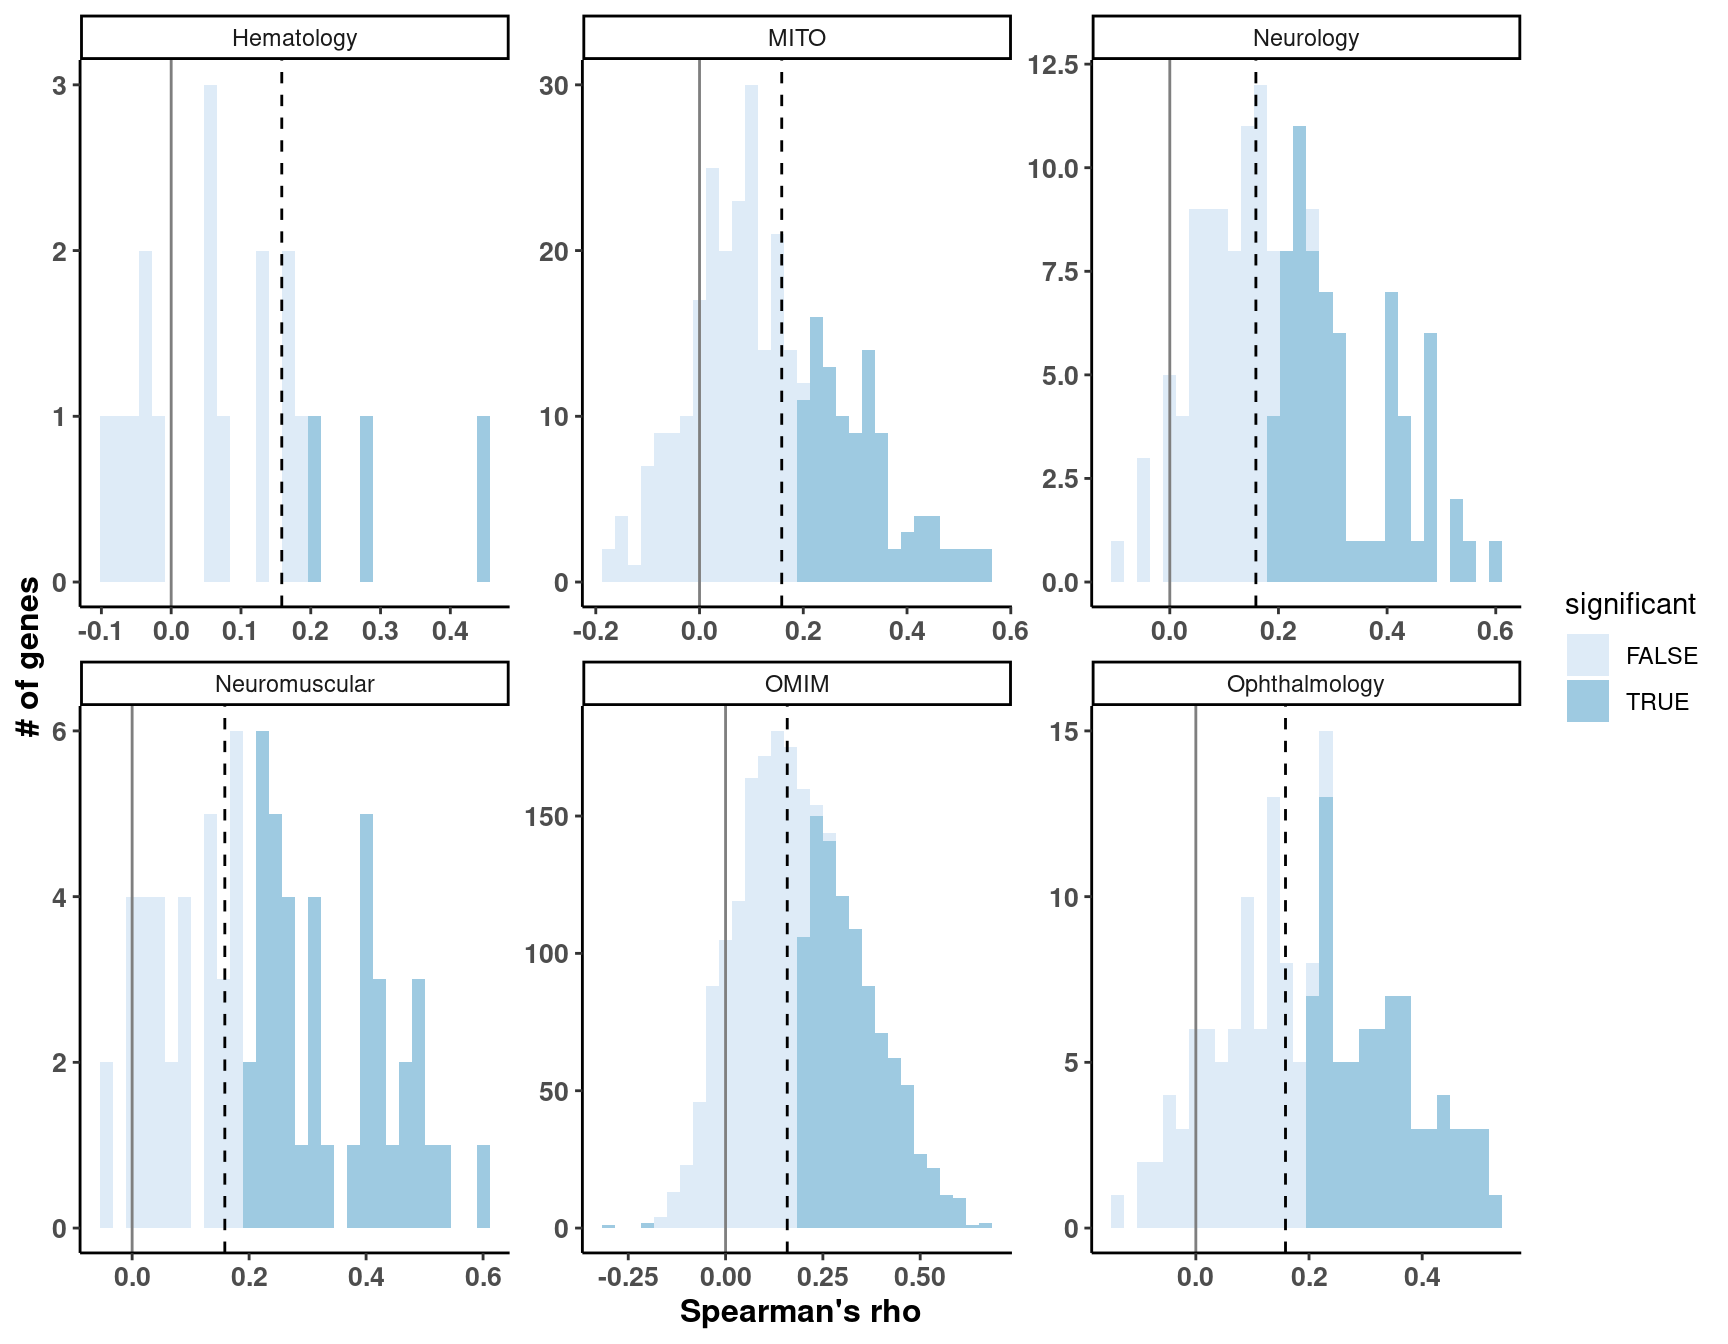 Hematology
MITO
Neurology
3
2
1
0
-0.1 0.0 0.1 0.2 0.3 0.4
30
20
10
0
-0.2 0.0 0.2 0.4 0.6
12.5
10.0
7.5
5.0
2.5
0.0
0.0 0.2 0.4 0.6
# of genes
Neuromuscular
OMIM
Ophthalmology
6
4
2
0
0.0 0.2 0.4 0.6
150
100
50
0
-0.25 0.00 0.25 0.50
15
10
5
0
0.0 0.2 0.4
Spearman's rho
significant
FALSE
TRUE